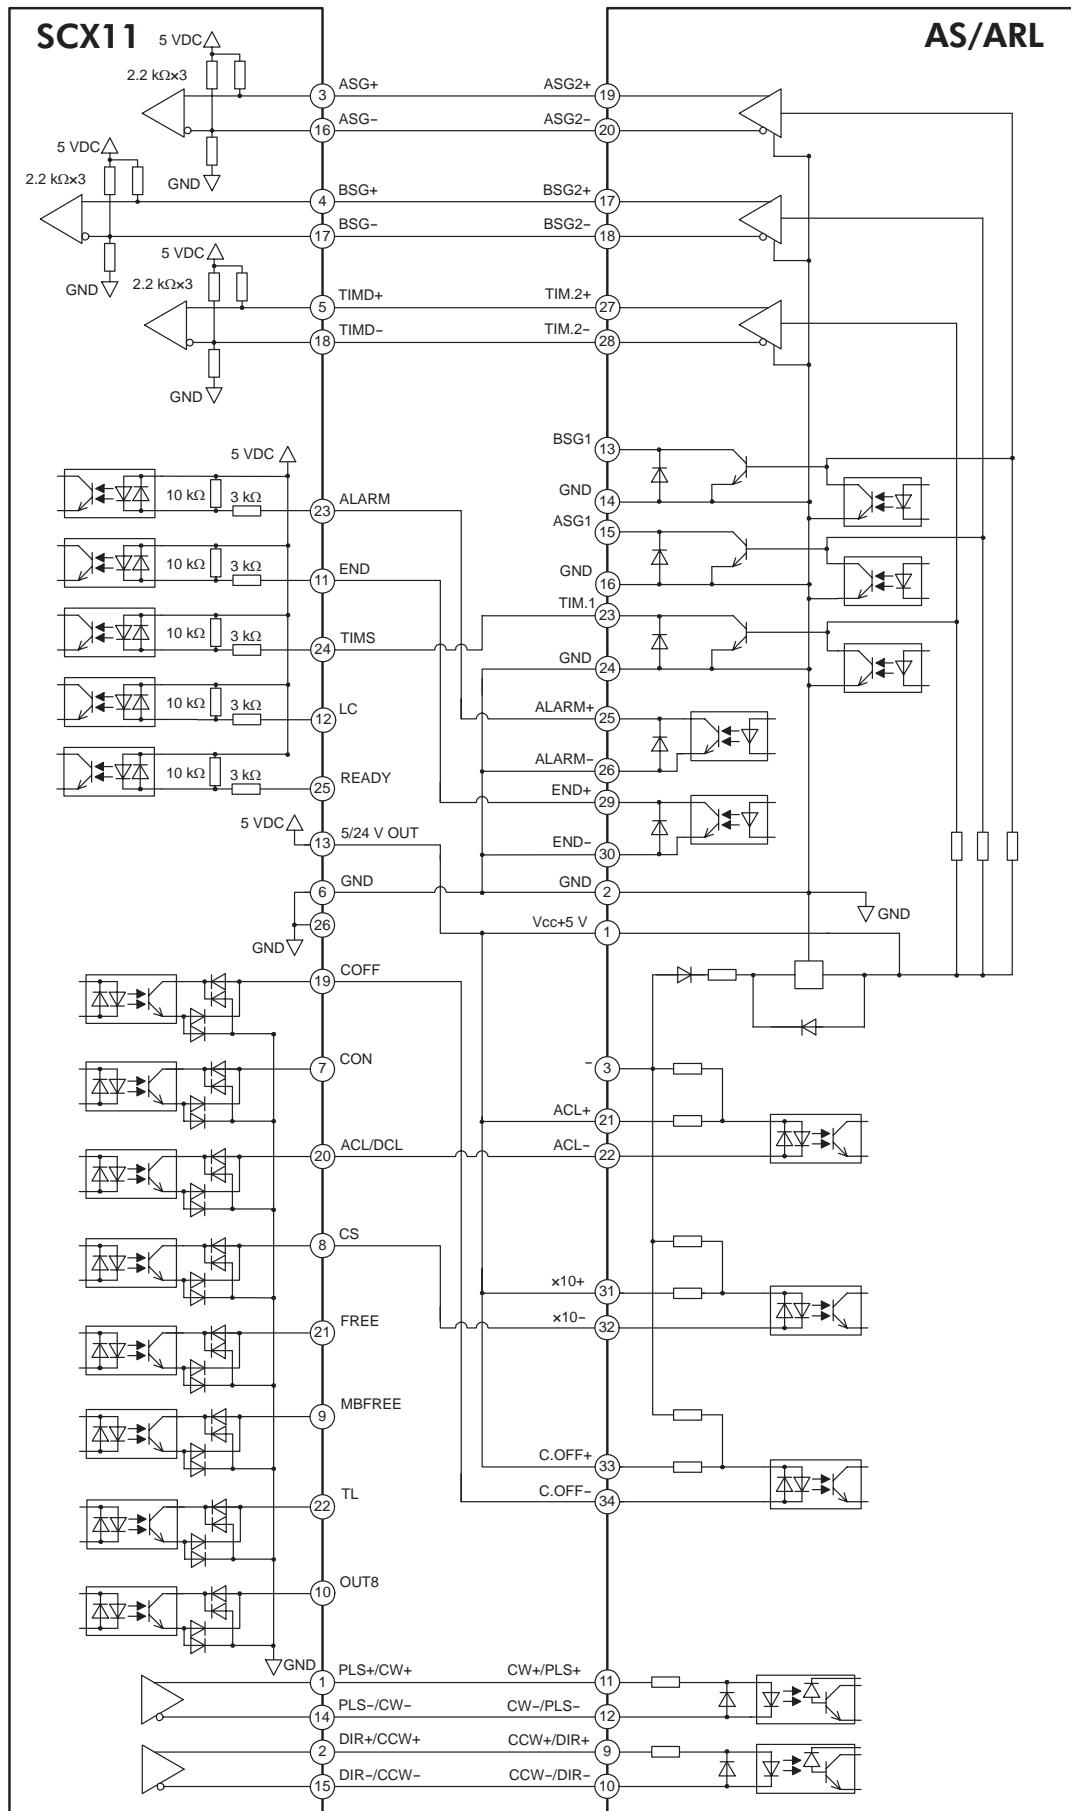 SCX11
AS/ARL
5 VDC
2.2 kΩ×3
3 ASG+ ASG2+ 19
16 ASG− ASG2− 20
5 VDC
GND
2.2 kΩ×3
4 BSG+ BSG2+ 17
17 BSG− BSG2− 18
5 VDC
GND
2.2 kΩ×3
5 TIMD+ TIM.2+ 27
18 TIMD− TIM.2− 28
GND
BSG1 13
5 VDC
10 kΩ 3 kΩ
GND 14
23 ALARM
ASG1 15
10 kΩ 3 kΩ
11 END
GND 16
TIM.1 23
10 kΩ 3 kΩ
24 TIMS
GND 24
10 kΩ 3 kΩ
12 LC
ALARM+ 25
ALARM− 26
10 kΩ 3 kΩ
25 READY
END+ 29
5 VDC
13 5/24 V OUT
END− 30
6 GND GND 2
GND
26
Vcc+5 V 1
GND
19 COFF
7 CON
− 3
ACL+ 21
20 ACL/DCL ACL− 22
8 CS
×10+ 31
×10− 32
21 FREE
9 MBFREE
C.OFF+ 33
C.OFF− 34
22 TL
10 OUT8
GND
1 PLS+/CW+ CW+/PLS+ 11
14 PLS−/CW− CW−/PLS− 12
2 DIR+/CCW+ CCW+/DIR+ 9
15 DIR−/CCW− CCW−/DIR− 10